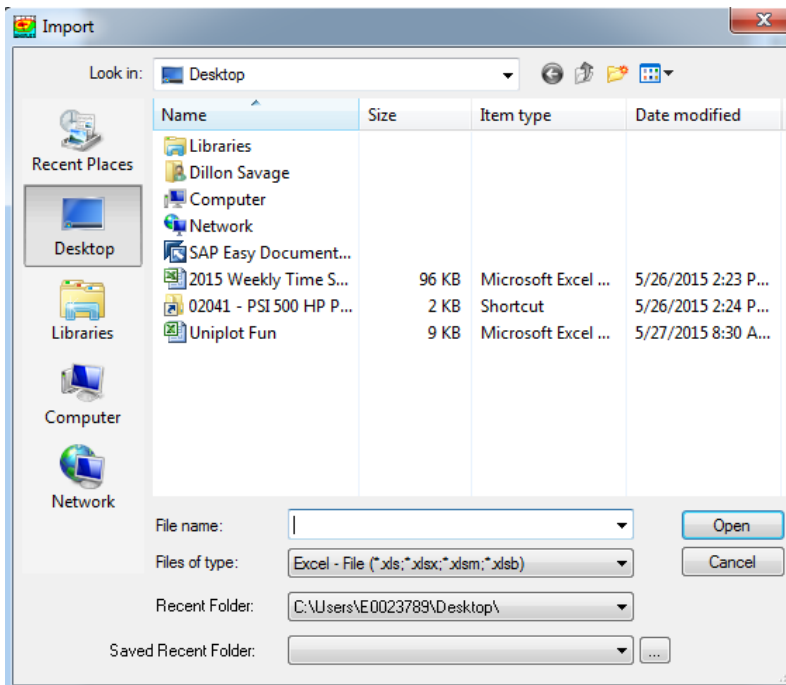 Import
Look in: Desktop
Name Size Item type Date modified
Recent Places
Desktop
Libraries
Computer
Network
Libraries
Dillon Savage
Computer
Network
SAP Easy Document...
2015 Weekly Time S... 96 KB Microsoft Excel ... 5/26/2015 2:23 P...
02041 - PSI 500 HP P... 2 KB Shortcut 5/26/2015 2:24 P...
Uniplot Fun 9 KB Microsoft Excel ... 5/27/2015 8:30 A...
File name: Open
Files of type: Excel - File (*.xls;*.xlsx;*.xlsm;*.xlsb) Cancel
Recent Folder: C:\Users\E0023789\Desktop\
Saved Recent Folder: ...